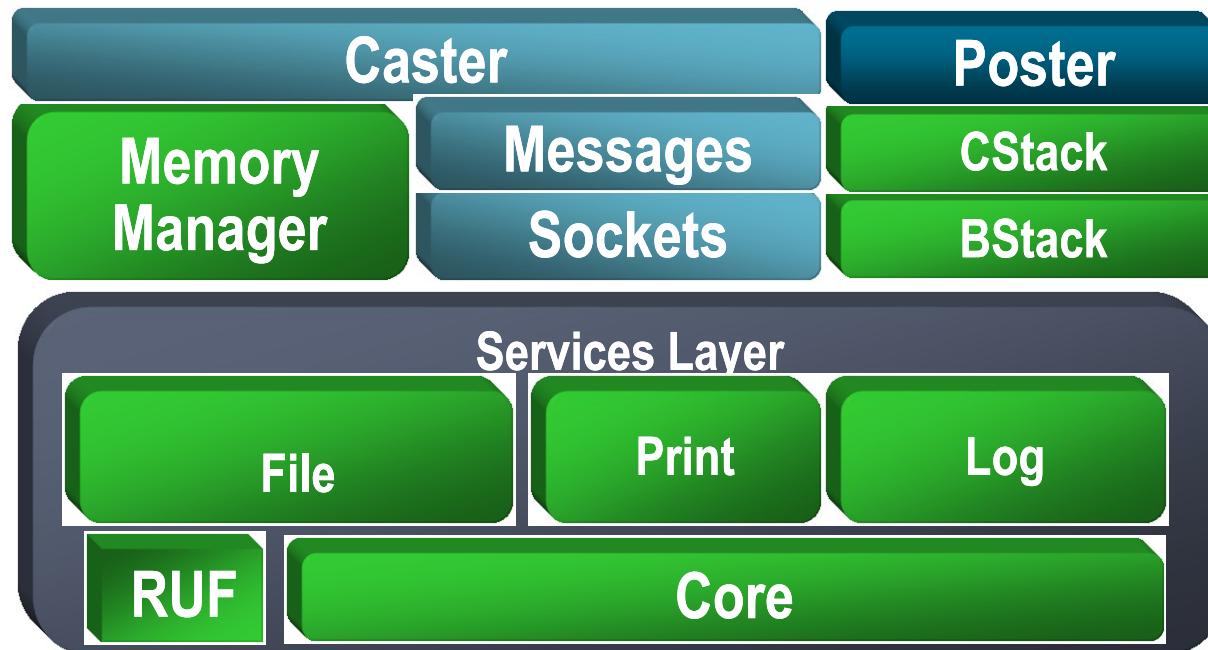 Caster
Poster
Memory
Manager
Messages
CStack
Sockets
BStack
Services Layer
File
Print
Log
RUF
Core